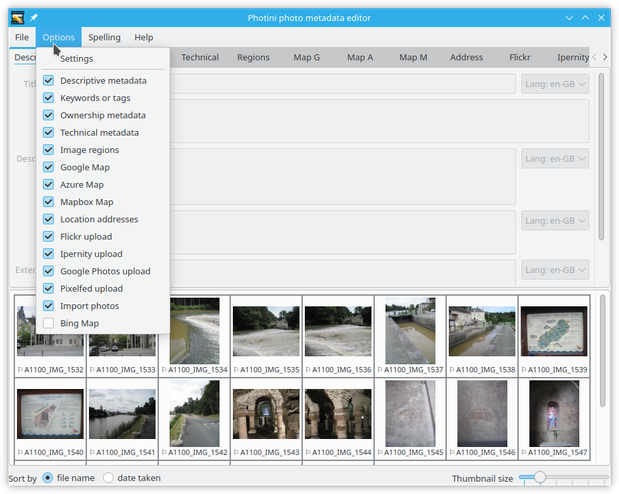 Photini photo metadata editor
File Options Spelling Help
Descr Technical Regions Map G Map A Map M Address Flickr Ipernity
Settings
Descriptive metadata
Keywords or tags
Ownership metadata
Technical metadata
Image regions
Google Map
Azure Map
Mapbox Map
Location addresses
Flickr upload
Ipernity upload
Google Photos upload
Pixelfed upload
Import photos
Bing Map
Titl Lang: en-GB
Desc Lang: en-GB
Lang: en-GB
Exter Lang: en-GB
A1100_IMG_1532 A1100_IMG_1533 A1100_IMG_1534 A1100_IMG_1535 A1100_IMG_1536 A1100_IMG_1537 A1100_IMG_1538 A1100_IMG_1539
A1100_IMG_1540 A1100_IMG_1541 A1100_IMG_1542 A1100_IMG_1543 A1100_IMG_1544 A1100_IMG_1545 A1100_IMG_1546 A1100_IMG_1547
Sort by file name date taken Thumbnail size